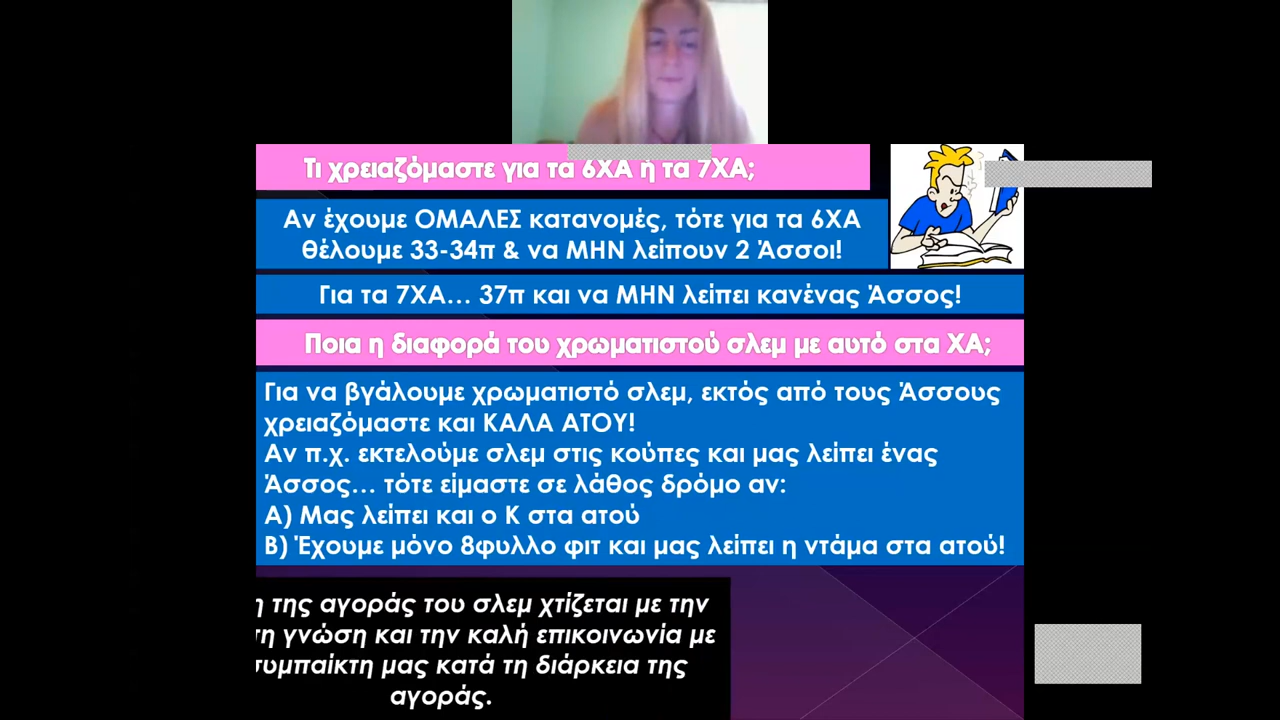 Τι χρειαζόμαστε για τα 6ΧΑ ή τα 7ΧΑ;
Αν έχουμε ΟΜΑΛΕΣ κατανομές, τότε για τα 6ΧΑ
θέλουμε 33-34π & να ΜΗΝ λείπουν 2 Άσσοι!
Για τα 7ΧΑ... 37π και να ΜΗΝ λείπει κανένας Άσσος!
Ποια η διαφορά του χρωματιστού σλεμ με αυτό στα ΧΑ;
Για να βγάλουμε χρωματιστό σλεμ, εκτός από τους Άσσους
χρειαζόμαστε και ΚΑΛΑ ΑΤΟΥ!
Αν π.χ. εκτελούμε σλεμ στις κούπες και μας λείπει ένας
Άσσος... τότε είμαστε σε λάθος δρόμο αν:
Α) Μας λείπει και ο Κ στα ατού
Β) Έχουμε μόνο 8φυλλο φιτ και μας λείπει η ντάμα στα ατού!
η της αγοράς του σλεμ χτίζεται με την
τη γνώση και την καλή επικοινωνία με
τυμπαίκτη μας κατά τη διάρκεια της
αγοράς.